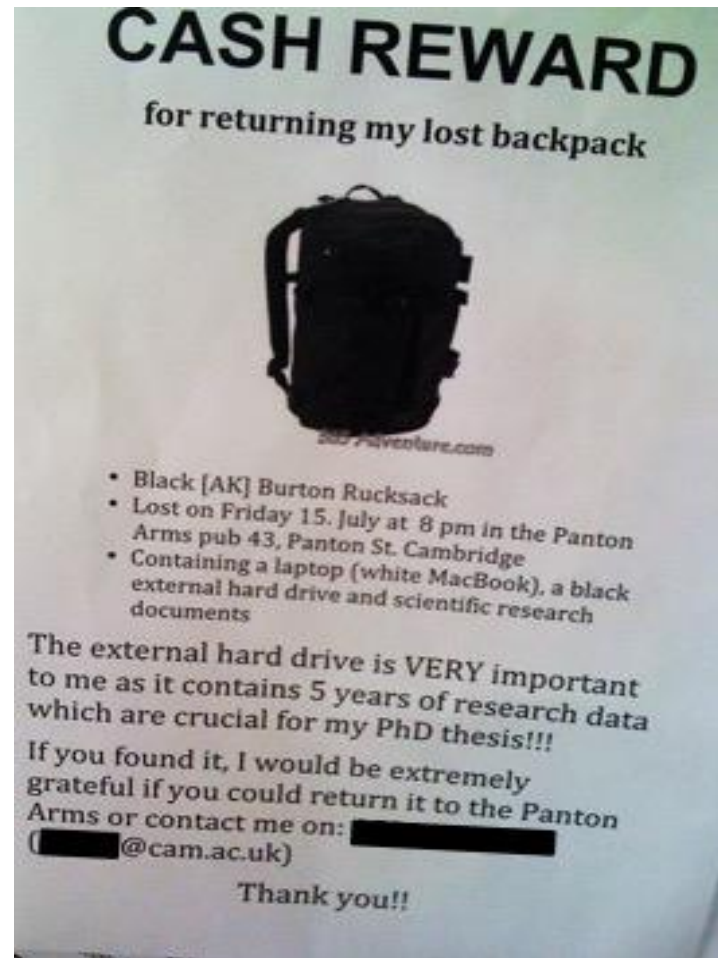 CASH REWARD
for returning my lost backpack
Adventure.com
• Black [AK] Burton Rucksack
• Lost on Friday 15. July at 8 pm in the Panton
Arms pub 43, Panton St. Cambridge
• Containing a laptop (white MacBook), a black
external hard drive and scientific research
documents
The external hard drive is VERY important
to me as it contains 5 years of research data
which are crucial for my PhD thesis!!!
If you found it, I would be extremely
grateful if you could return it to the Panton
Arms or contact me on:
( @cam.ac.uk)
Thank you!!